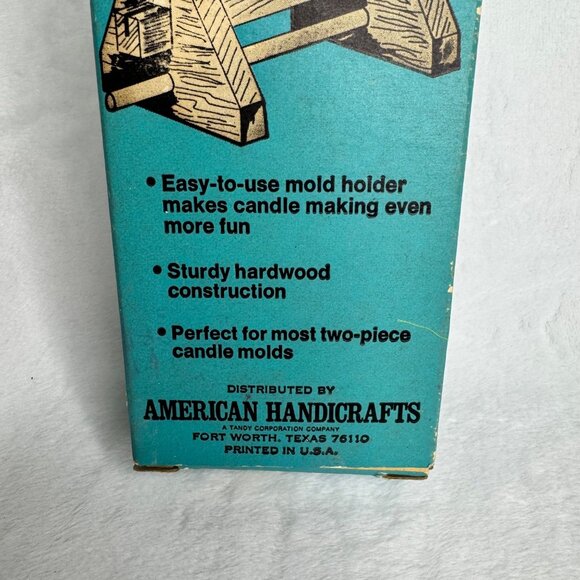 • Easy-to-use mold holder
makes candle making even
more fun
• Sturdy hardwood
construction
• Perfect for most two-piece
candle molds
DISTRIBUTED BY
AMERICAN HANDICRAFTS
A TANDY CORPORATION COMPANY
FORT WORTH, TEXAS 76110
PRINTED IN U.S.A.